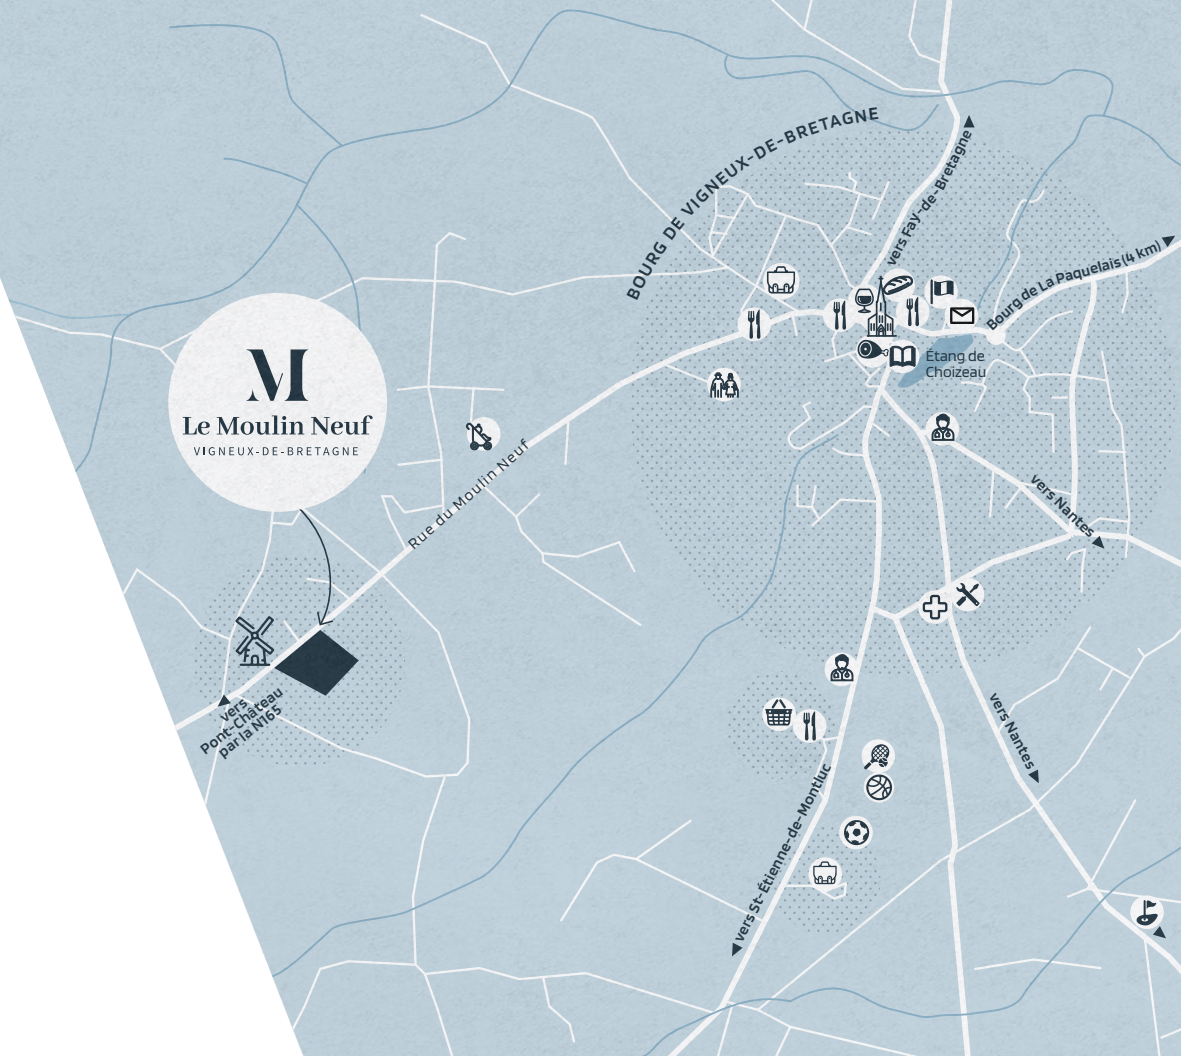 BOURG DE VIGNEUX-DE-BRETAGNE
vers Fay-de-Bretagne
Bourg de La Paquelais (4 km)
Étang de
Choizeau
M
Le Moulin Neuf
VIGNEUX-DE-BRETAGNE
Rue du Moulin Neuf
vers Nantes
vers
Pont-Château
par la N165
vers Nantes
vers St-Étienne-de-Montluc